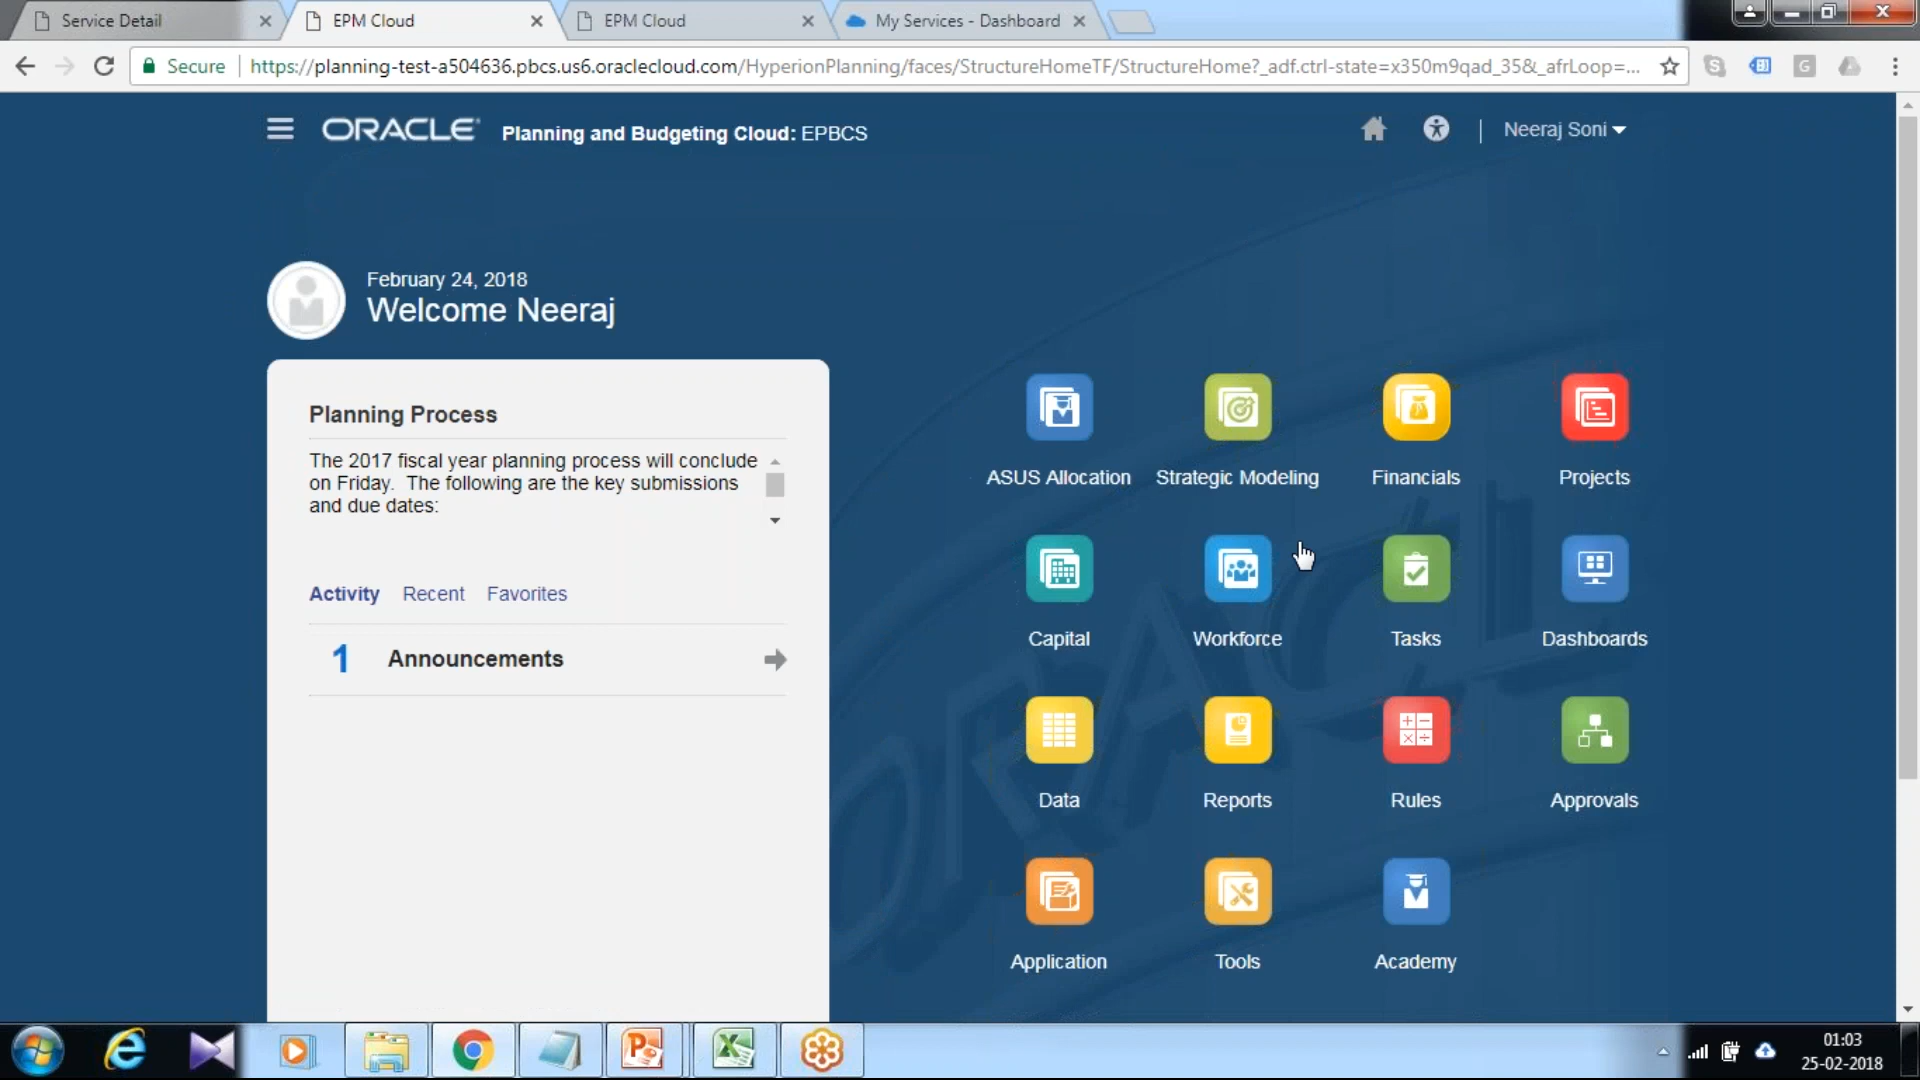 Service Detail
EPM Cloud
EPM Cloud
My Services - Dashboard
Secure
https://planning-test-a504636.pbcs.us6.oraclecloud.com/HyperionPlanning/faces/StructureHomeTF/StructureHome?_adf.ctrl-state=x350m9qad_35&_afrLoop=...
ORACLE Planning and Budgeting Cloud: EPBCS
Neeraj Soni
February 24, 2018
Welcome Neeraj
Planning Process
The 2017 fiscal year planning process will conclude
on Friday. The following are the key submissions
and due dates:
Activity Recent Favorites
1 Announcements
ASUS Allocation Strategic Modeling Financials Projects
Capital Workforce Tasks Dashboards
Data Reports Rules Approvals
Application Tools Academy
01:03
25-02-2018